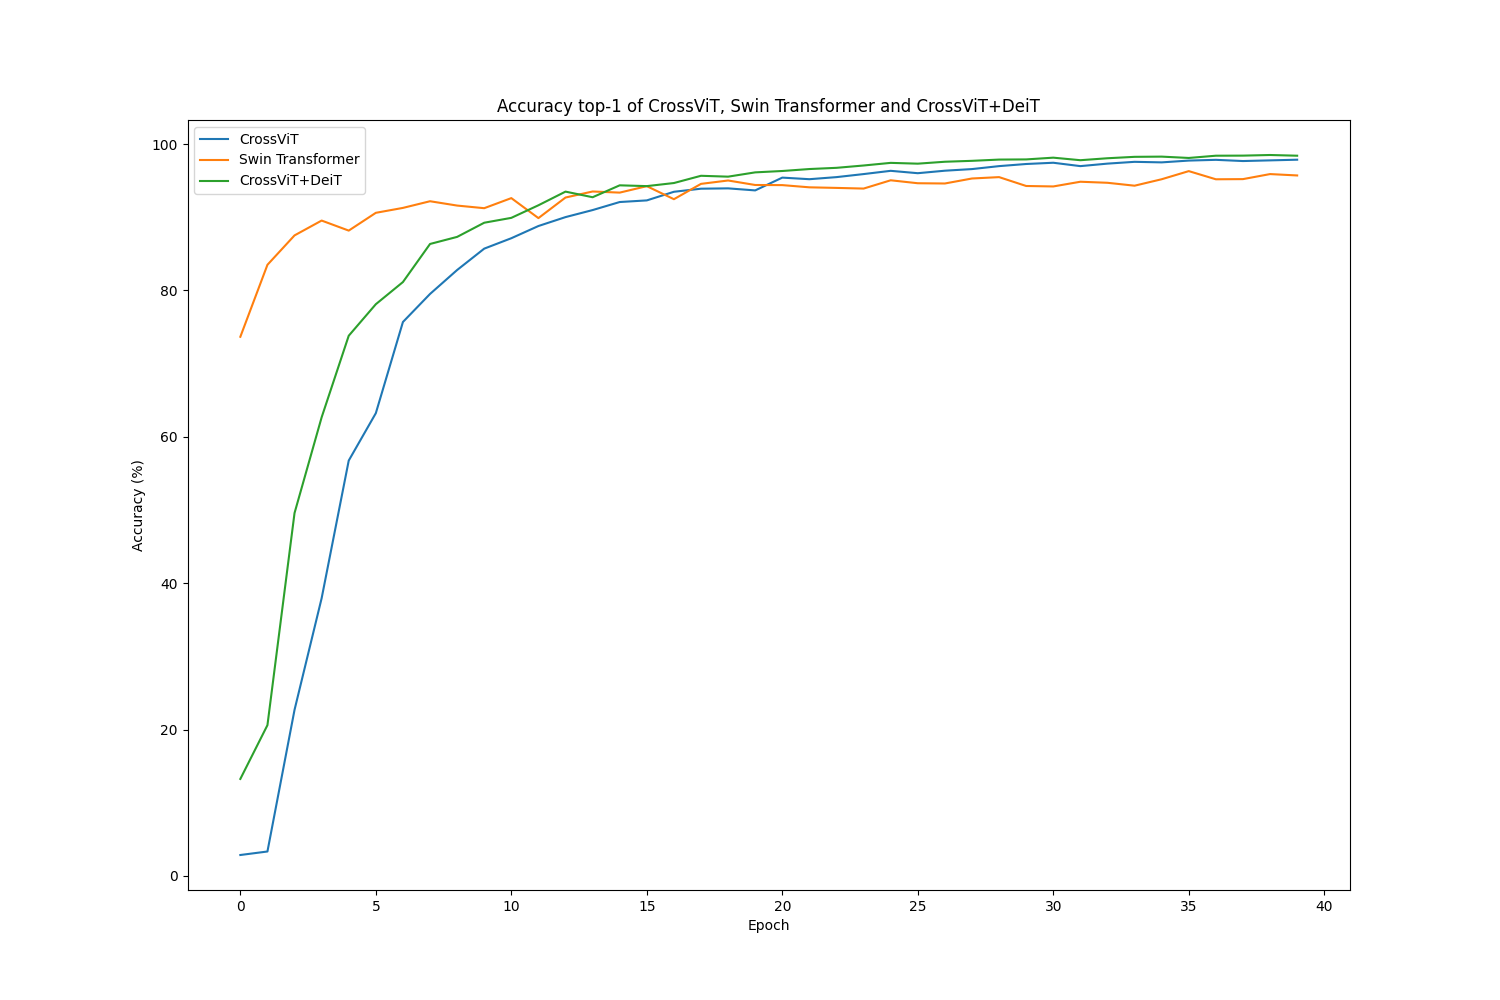 Accuracy top-1 of CrossViT, Swin Transformer and CrossViT+DeiT
CrossViT
Swin Transformer
CrossViT+DeiT
100
80
60
40
20
0
Accuracy (%)
0 5 10 15 20 25 30 35 40
Epoch